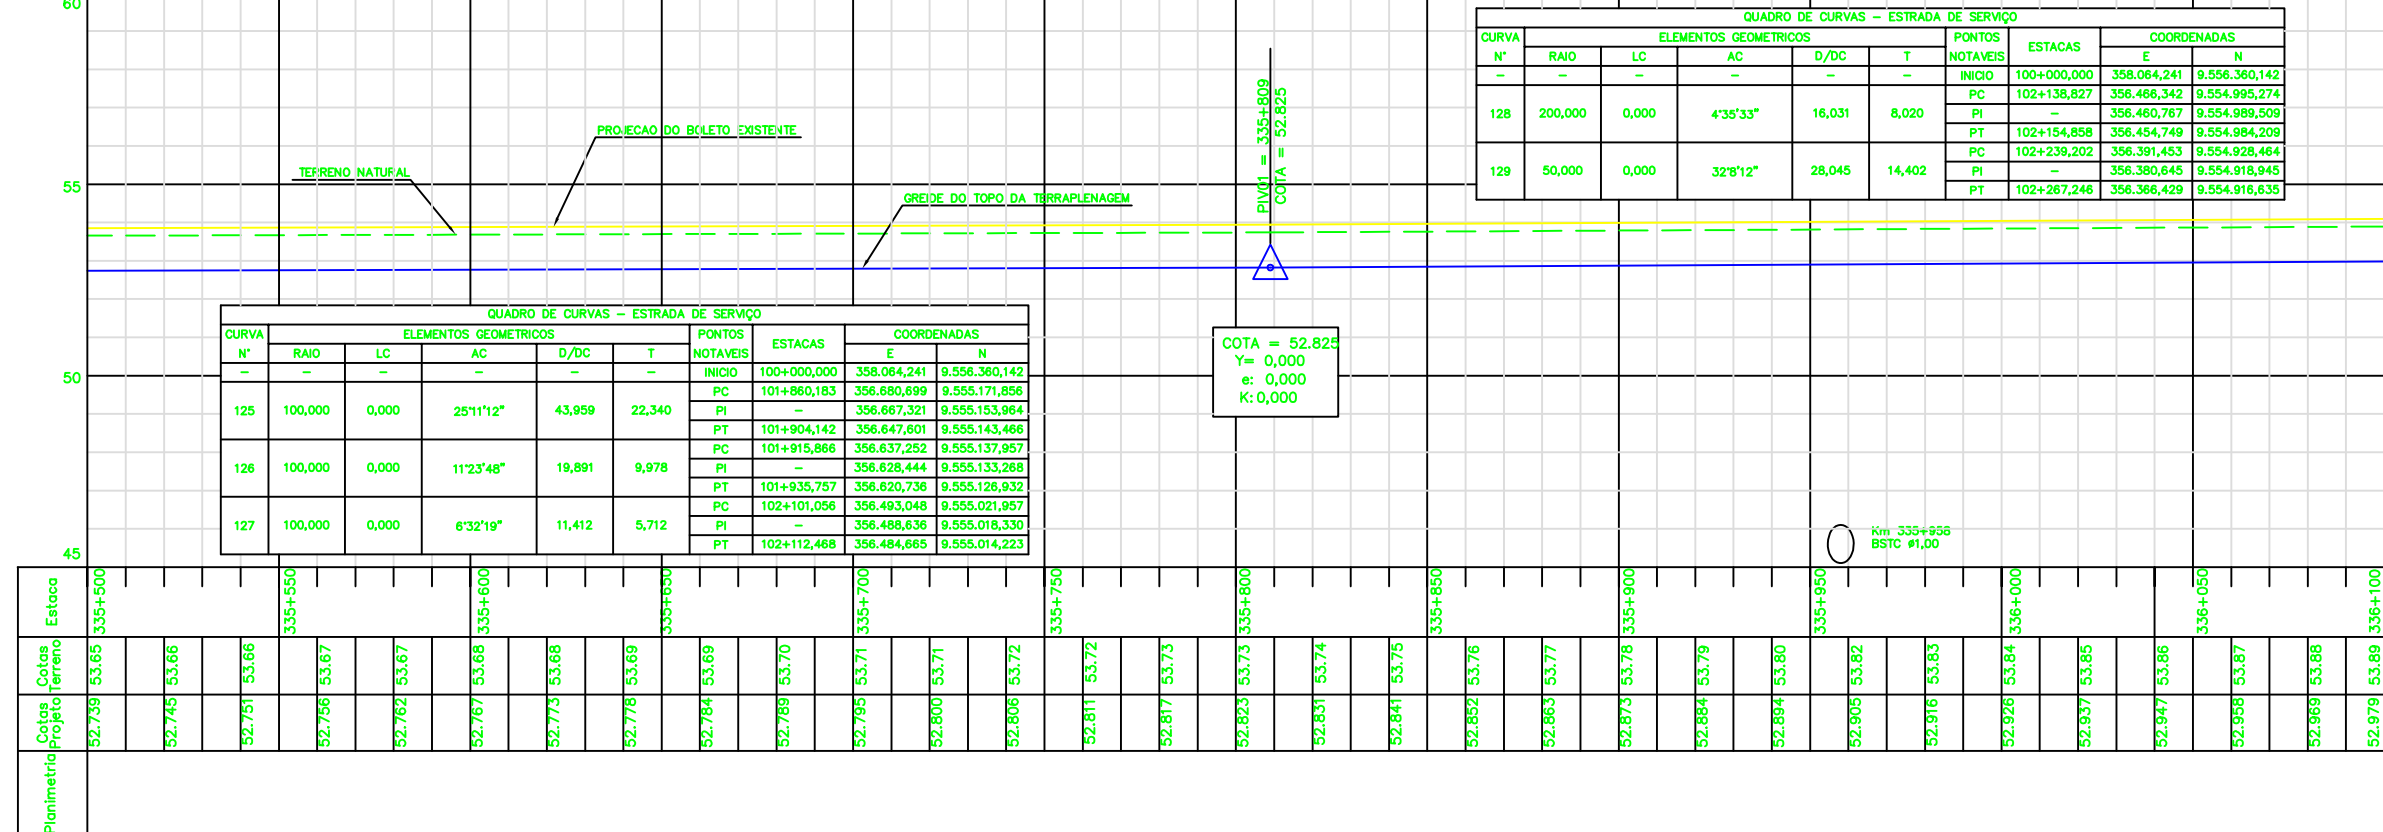 60
55
50
45
QUADRO DE CURVAS – ESTRADA DE SERVIÇO
CURVA ELEMENTOS GEOMETRICOS PONTOS ESTACAS COORDENADAS
N° RAIO LC AC D/DC T NOTAVEIS E N
– – – – – – INICIO 100+000,000 358.064,241 9.556.360,142
PC 102+138,827 356.466,342 9.554.995,274
128 200,000 0,000 4°35'33" 16,031 8,020 PI – 356.460,767 9.554.989,509
PT 102+154,858 356.454,749 9.554.984,209
PC 102+239,202 356.391,453 9.554.928,464
129 50,000 0,000 32°8'12" 28,045 14,402 PI – 356.380,645 9.554.918,945
PT 102+267,246 356.366,429 9.554.916,635
PROJECAO DO BOLETO EXISTENTE
TERRENO NATURAL
GREIDE DO TOPO DA TERRAPLENAGEM
PIV01 = 335+809
COTA = 52.825
QUADRO DE CURVAS – ESTRADA DE SERVIÇO
CURVA ELEMENTOS GEOMETRICOS PONTOS ESTACAS COORDENADAS
N° RAIO LC AC D/DC T NOTAVEIS E N
– – – – – – INICIO 100+000,000 358.064,241 9.556.360,142
PC 101+860,183 356.680,699 9.555.171,856
125 100,000 0,000 25°11'12" 43,959 22,340 PI – 356.667,321 9.555.153,964
PT 101+904,142 356.647,601 9.555.143,466
PC 101+915,866 356.637,252 9.555.137,957
126 100,000 0,000 11°23'48" 19,891 9,978 PI – 356.628,444 9.555.133,268
PT 101+935,757 356.620,736 9.555.126,932
PC 102+101,056 356.493,048 9.555.021,957
127 100,000 0,000 6°32'19" 11,412 5,712 PI – 356.488,636 9.555.018,330
PT 102+112,468 356.484,665 9.555.014,223
COTA = 52.825
Y= 0,000
e: 0,000
K: 0,000
Km 335+958
BSTC ø1,00
Estaca 335+500 335+550 335+600 335+650 335+700 335+750 335+800 335+850 335+900 335+950 336+000 336+050 336+100
Cotas Terreno 53.65 53.66 53.66 53.67 53.67 53.68 53.68 53.69 53.69 53.70 53.71 53.71 53.72 53.72 53.73 53.73 53.74 53.75 53.76 53.77 53.78 53.79 53.80 53.82 53.83 53.84 53.85 53.86 53.87 53.88 53.89
Cotas Projeto 52.739 52.745 52.751 52.756 52.762 52.767 52.773 52.778 52.784 52.789 52.795 52.800 52.806 52.811 52.817 52.823 52.831 52.841 52.852 52.863 52.873 52.884 52.894 52.905 52.916 52.926 52.937 52.947 52.958 52.969 52.979
Planimetria